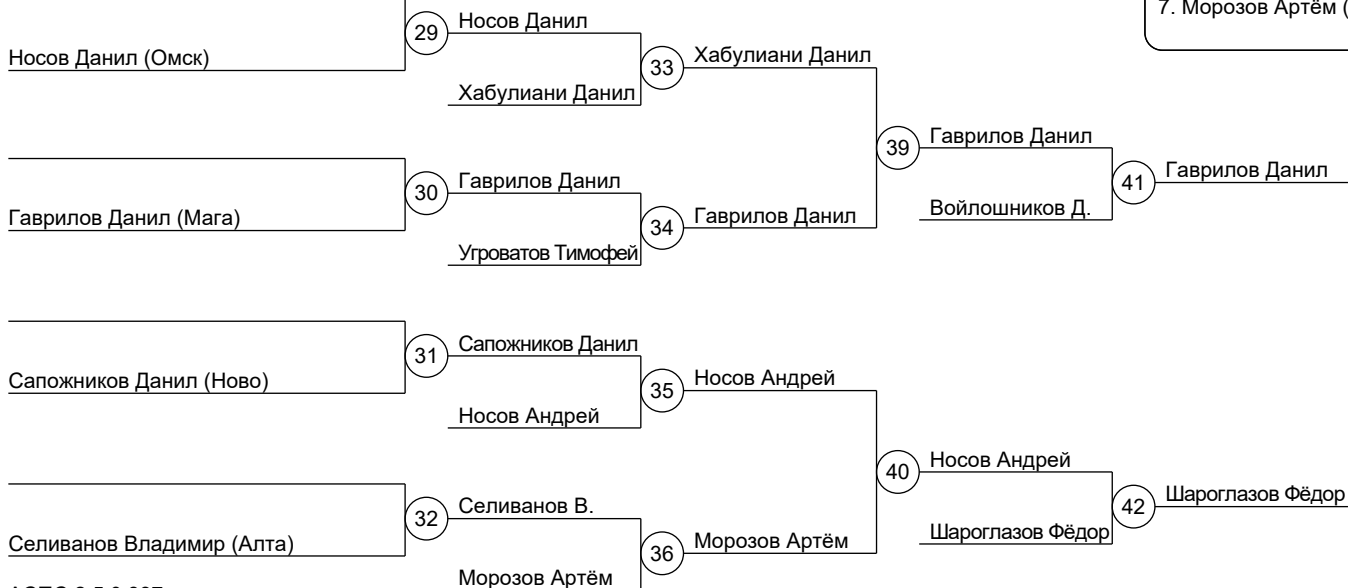 7. Морозов Артём (
29
Носов Данил
Носов Данил (Омск)
33
Хабулиани Данил
Хабулиани Данил
39
Гаврилов Данил
30
Гаврилов Данил
41
Гаврилов Данил
Гаврилов Данил (Мага)
34
Гаврилов Данил
Войлошников Д.
Угроватов Тимофей
31
Сапожников Данил
Сапожников Данил (Ново)
35
Носов Андрей
Носов Андрей
40
Носов Андрей
32
Селиванов В.
42
Шароглазов Фёдор
Селиванов Владимир (Алта)
36
Морозов Артём
Шароглазов Фёдор
Морозов Артём